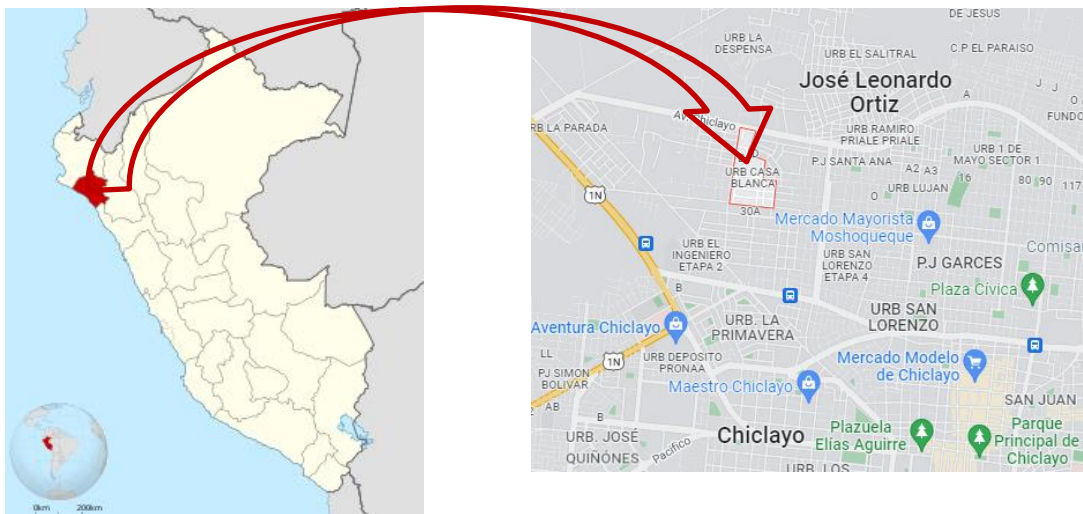 0km 200km
DE JESUS
URB LA
DESPENSA
URB EL SALITRAL
C.P EL PARAISO
José Leonardo
Ortiz
J
J
O
A
FUNDO
RB LA PARADA
Av. Chiclayo
URB RAMIRO
PRIALE PRIALE
URB 1 DE
MAYO SECTOR 1
P.J SANTA ANA
A2 A3
16
80 90
117
URB CASA
BLANCA
O
URB LUJAN
1N
30A
Mercado Mayorista
Moshoqueque
URB EL
INGENIERO
ETAPA 2
URB SAN
LORENZO
ETAPA 4
Comisa
P.J GARCES
Plaza Cívica
B
URB SAN
LORENZO
Aventura Chiclayo
URB. LA
PRIMAVERA
LL
1N
URB DEPOSITO
PRONAA
Mercado Modelo
de Chiclayo
PJ SIMON
BOLIVAR
Maestro Chiclayo
AB
B
SAN JUAN
URB. JOSÉ
QUIÑONES
Pacifico
Chiclayo
Plazuela
Elías Aguirre
Parque
Principal de
Chiclayo
URB LOS